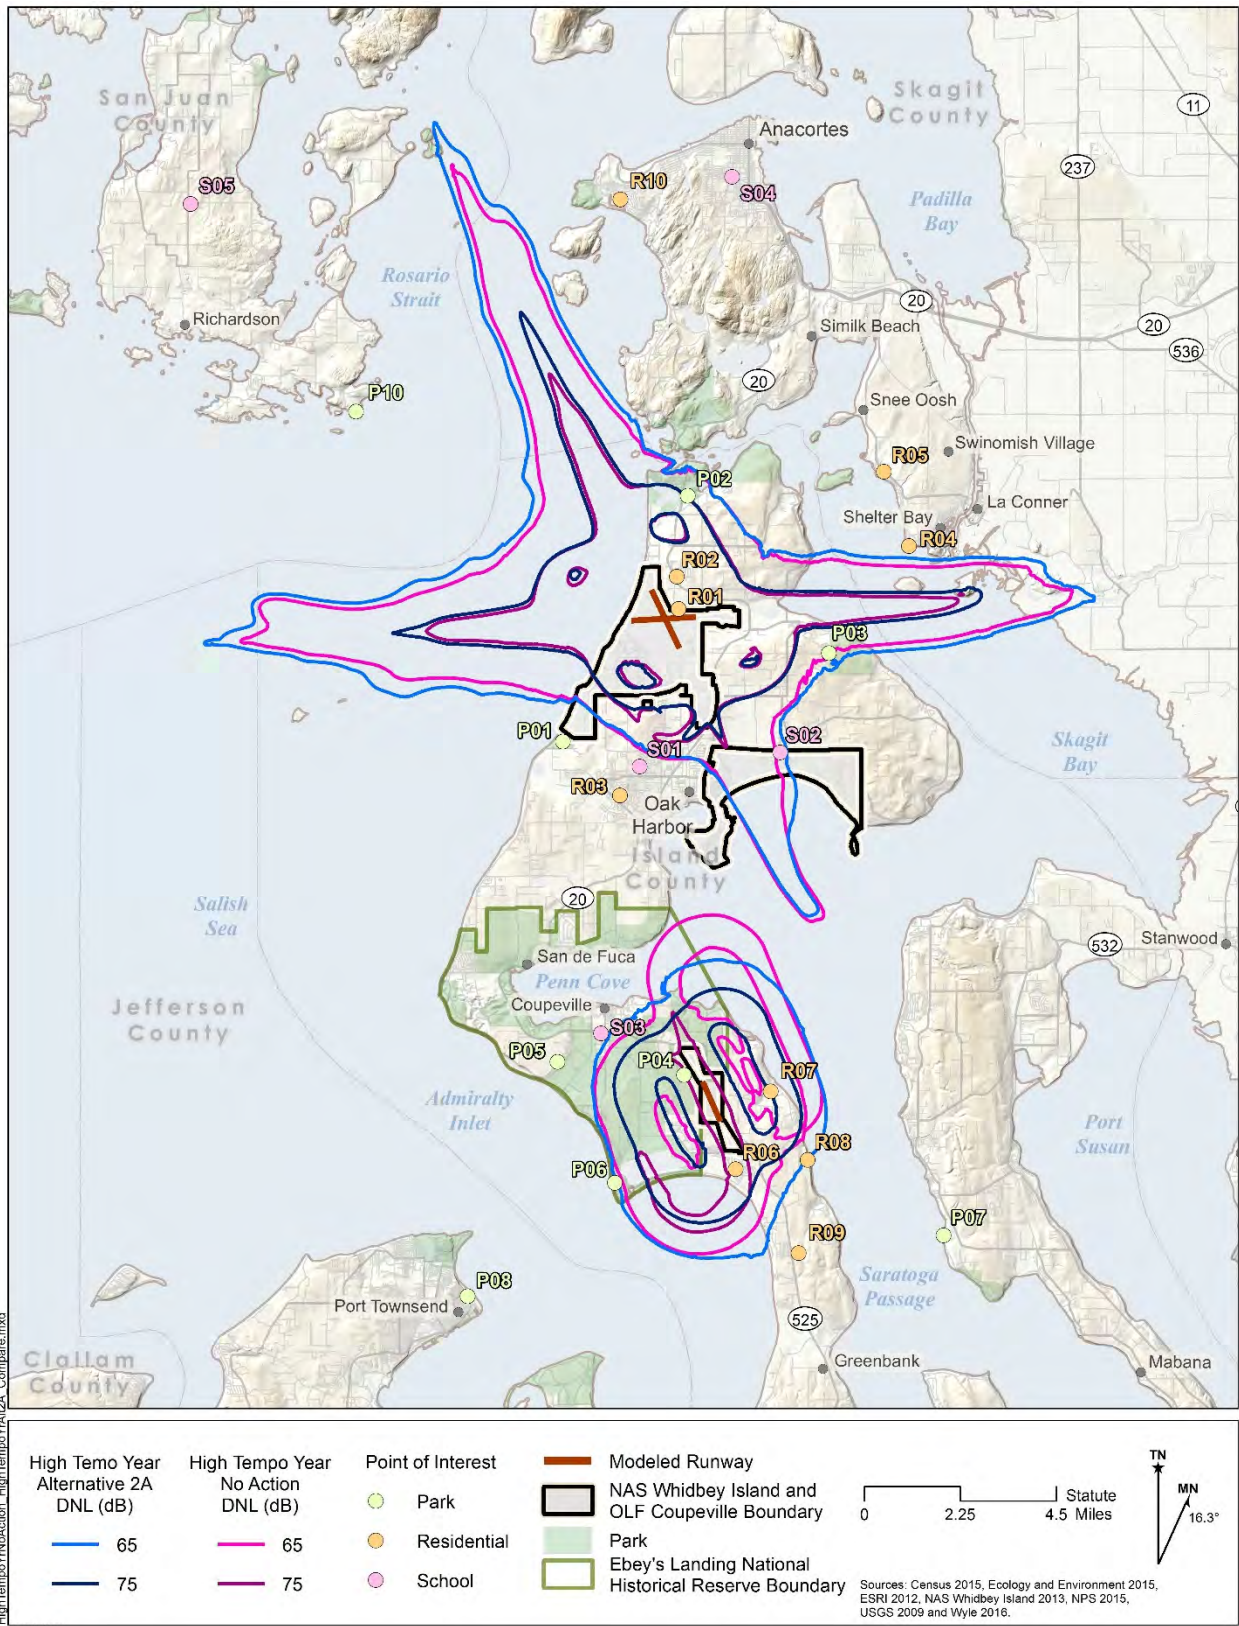 San Juan
County
Skagit
County
11
Anacortes
237
S05
R10
S04
Padilla
Bay
Rosario
Strait
20
Richardson
Similk Beach
20
536
20
P10
Snee Oosh
Swinomish Village
R05
P02
La Conner
Shelter Bay
R04
R02
R01
P03
P01
S01
S02
Skagit
Bay
R03
Oak
Harbor
Island
County
20
Salish
Sea
532
Stanwood
San de Fuca
Penn Cove
Jefferson
County
Coupeville
S03
P05
P04
R07
Admiralty
Inlet
Port
Susan
R08
R06
P06
P07
R09
Saratoga
Passage
P08
Port Townsend
525
Clallam
County
Greenbank
Mabana
HighTempoYrNoAction_HighTempoYrAlt2A_Compare.mxd
High Temo Year
Alternative 2A
DNL (dB)
65
75
High Tempo Year
No Action
DNL (dB)
65
75
Point of Interest
Park
Residential
School
Modeled Runway
NAS Whidbey Island and
OLF Coupeville Boundary
Park
Ebey's Landing National
Historical Reserve Boundary
0 2.25 4.5 Statute Miles
TN
MN
16.3°
Sources: Census 2015, Ecology and Environment 2015,
ESRI 2012, NAS Whidbey Island 2013, NPS 2015,
USGS 2009 and Wyle 2016.